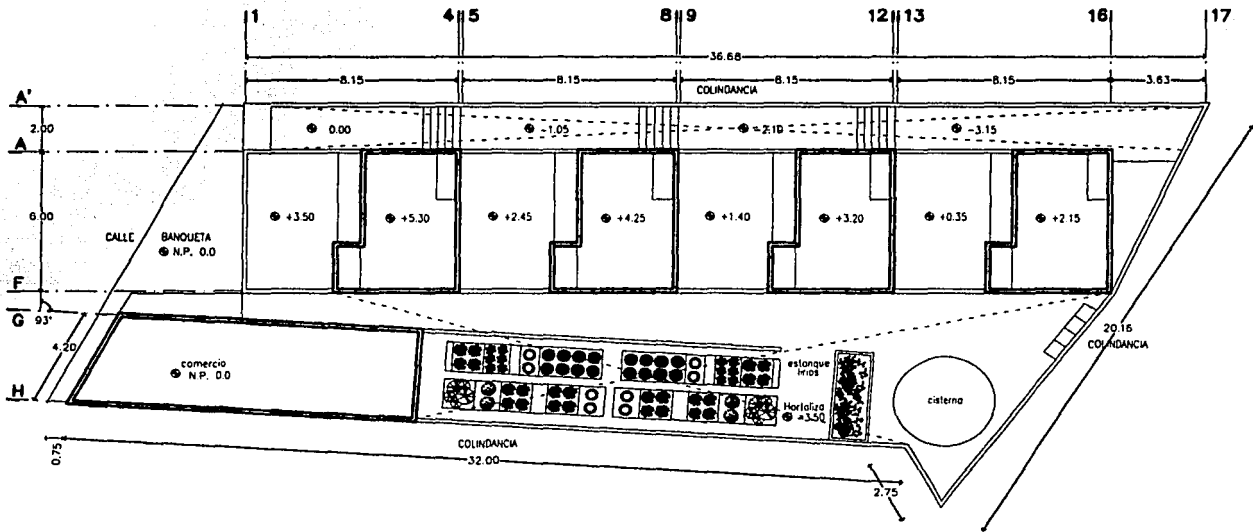 1 4 5 8 9 12 13 16 17
36.68
8.15 8.15 8.15 8.15 3.63
COLINDANCIA
A'
2.00
0.00 -1.05 -2.10 -3.15
A
6.00
+3.50 +5.30 +2.45 +4.25 +1.40 +3.20 +0.35 +2.15
CALLE
BANQUETA
N.P. 0.0
F
G
93°
4.20
H
comercio
N.P. 0.0
estanque
lirios
Hortaliza
-3.50
cisterna
20.16
COLINDANCIA
0.75
COLINDANCIA
32.00
2.75